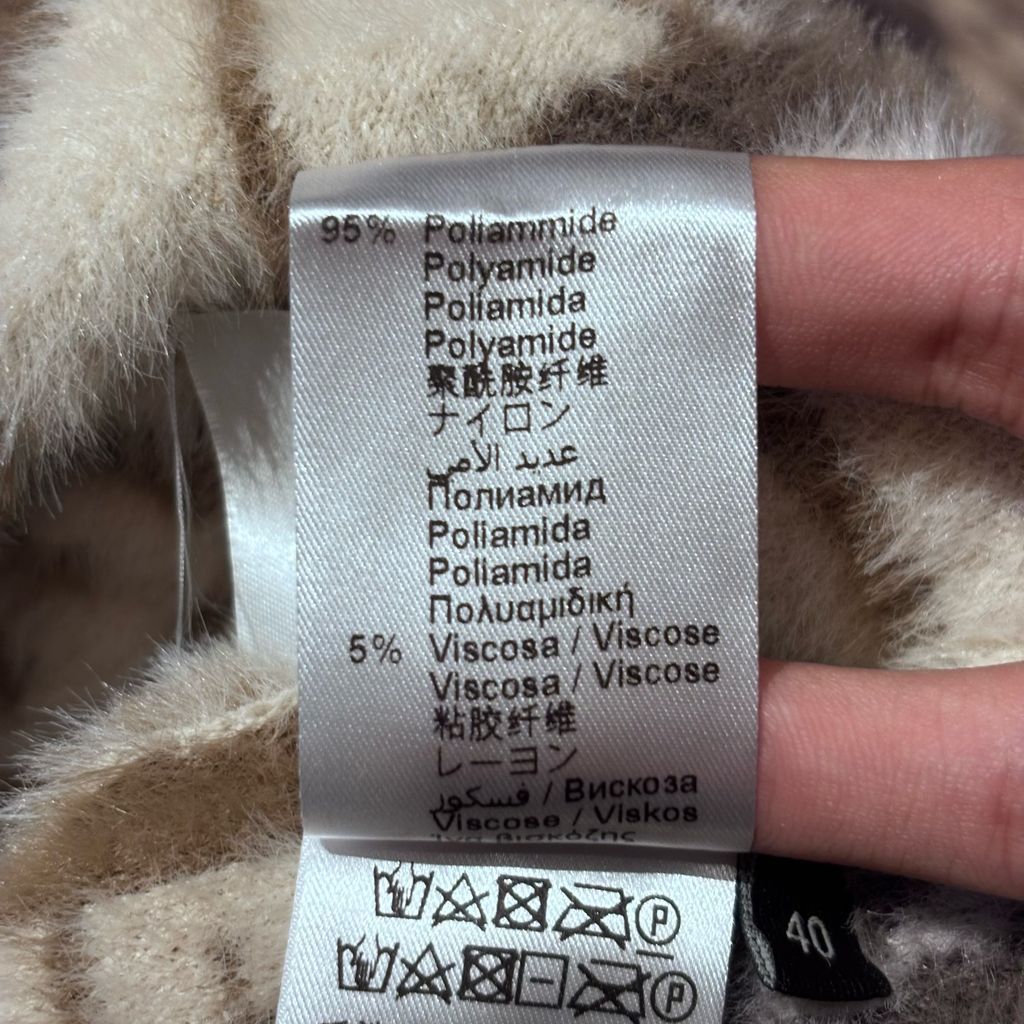 95% Poliammide
Polyamide
Poliamida
Polyamide
聚酰胺纤维
ナイロン
عديد الأمي
Полиамид
Poliamida
Poliamida
Πολυαμιδική
5% Viscosa / Viscose
Viscosa / Viscose
粘胶纤维
レーヨン
فسكوز / Вискоза
Viscose / Viskos
Ίνα βισκόζης
P
P
40